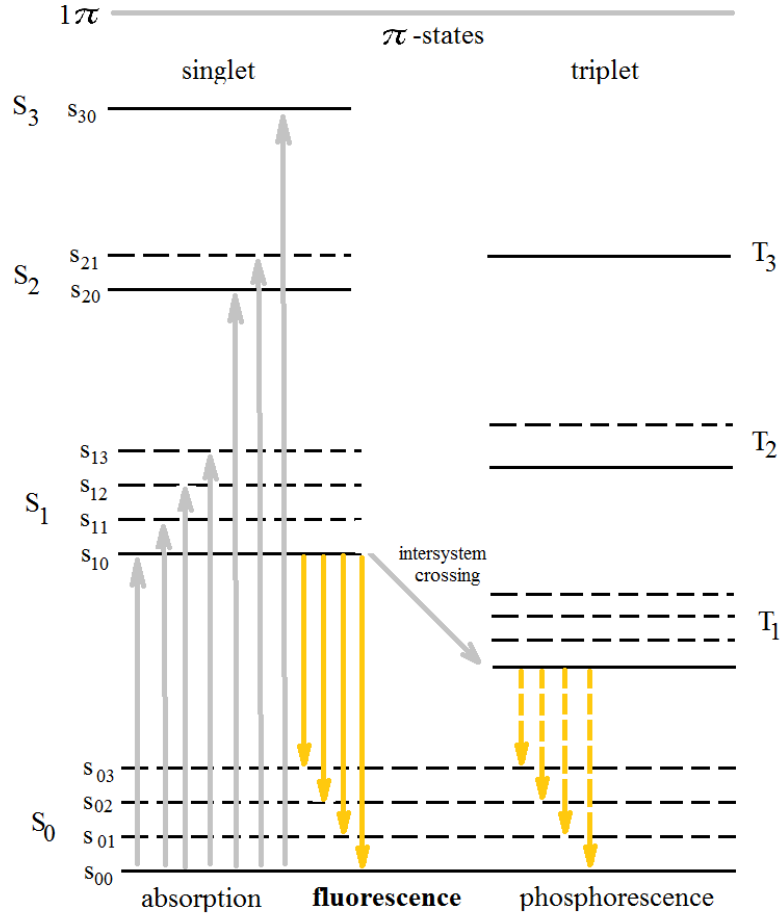 1π
π -states
singlet triplet
S₃ s₃₀
s₂₁
T₃
S₂
s₂₀
s₁₃
T₂
s₁₂
S₁
s₁₁
s₁₀
intersystem
crossing
T₁
s₀₃
s₀₂
S₀
s₀₁
s₀₀
absorption fluorescence phosphorescence